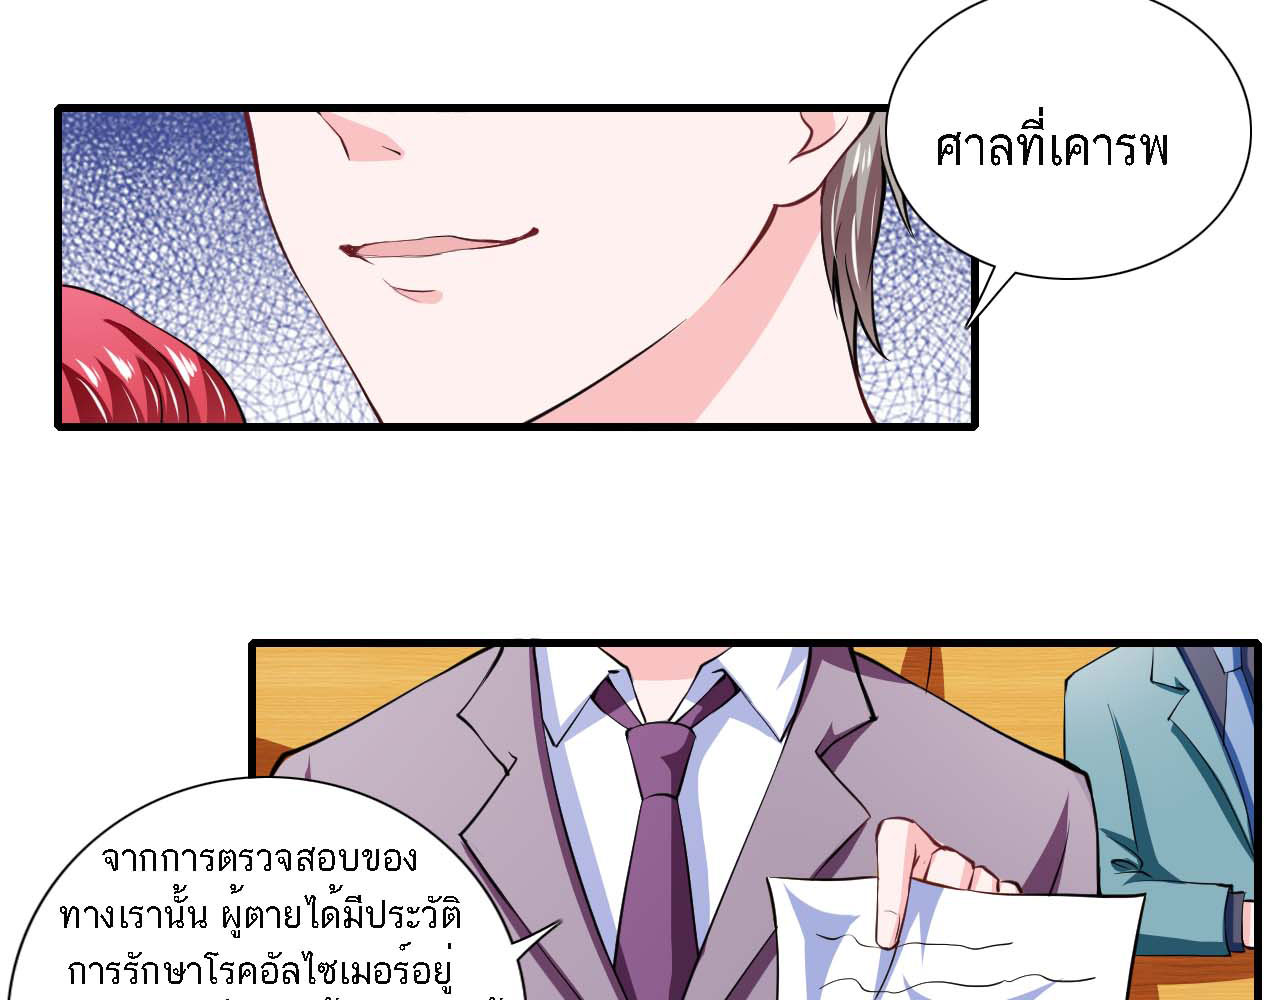 ศาลที่เคารพ
จากการตรวจสอบของ
ทางเรานั้น ผู้ตายได้มีประวัติ
การรักษาโรคอัลไซเมอร์อยู่